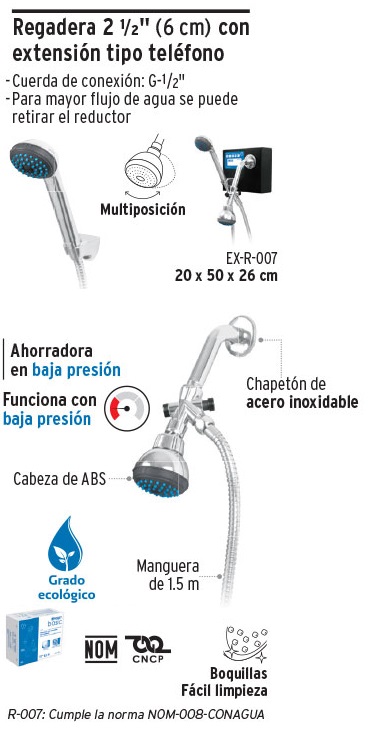 Regadera 2 1/2" (6 cm) con
extensión tipo teléfono
- Cuerda de conexión: G-1/2"
- Para mayor flujo de agua se puede
retirar el reductor
Multiposición
EX-R-007
20 x 50 x 26 cm
Ahorradora
en baja presión
Funciona con
baja presión
Chapetón de
acero inoxidable
Cabeza de ABS
Manguera
de 1.5 m
Grado
ecológico
basic
NOM
CNCP
Boquillas
Fácil limpieza
R-007: Cumple la norma NOM-008-CONAGUA